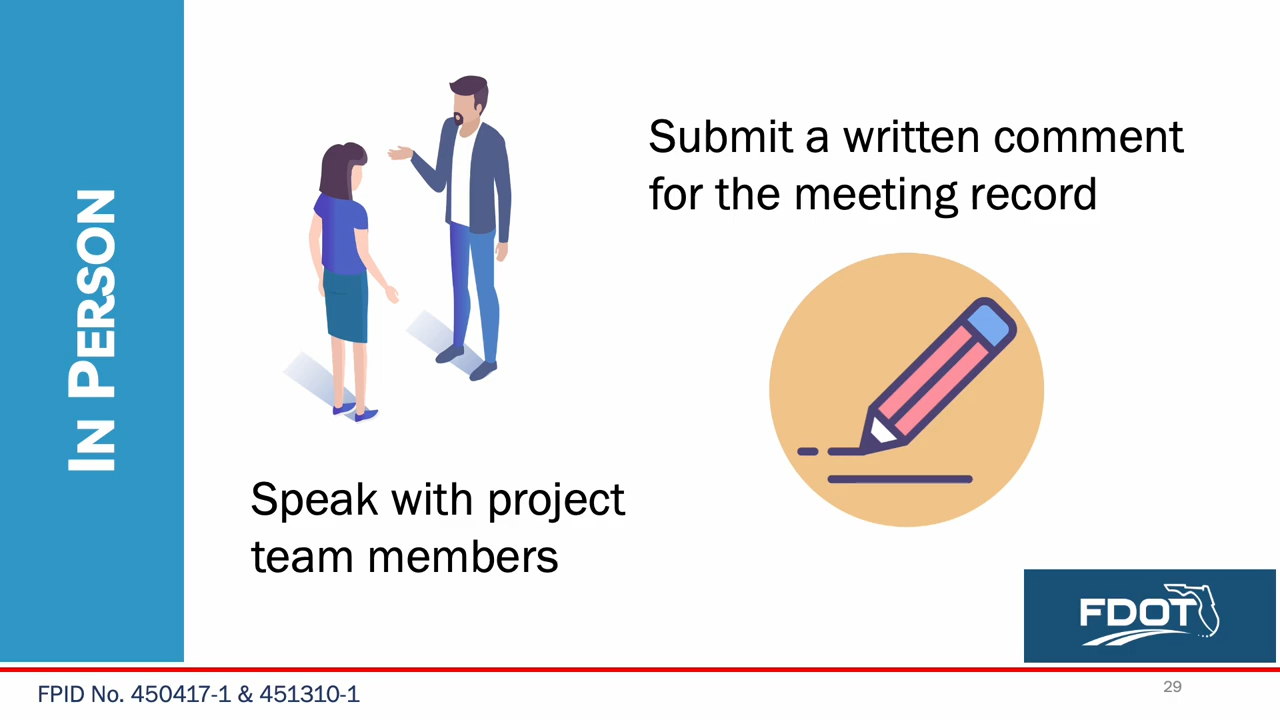 IN PERSON
Submit a written comment
for the meeting record
Speak with project
team members
FDOT
FPID No. 450417-1 & 451310-1
29